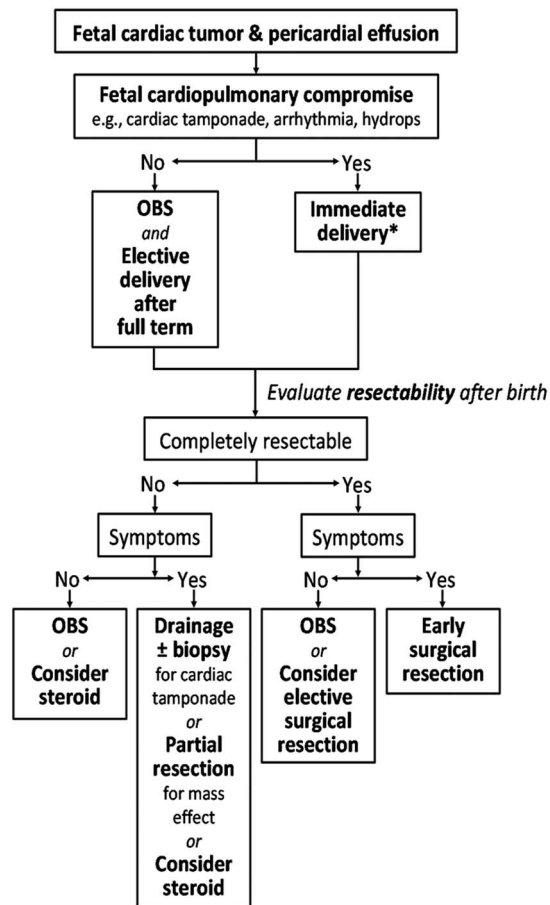 Fetal cardiac tumor & pericardial effusion
Fetal cardiopulmonary compromise
e.g., cardiac tamponade, arrhythmia, hydrops
No
Yes
OBS
and
Elective
delivery
after
full term
Immediate
delivery*
Evaluate resectability after birth
Completely resectable
No
Yes
Symptoms
Symptoms
No
Yes
No
Yes
OBS
or
Consider
steroid
Drainage
± biopsy
for cardiac
tamponade
or
Partial
resection
for mass
effect
or
Consider
steroid
OBS
or
Consider
elective
surgical
resection
Early
surgical
resection